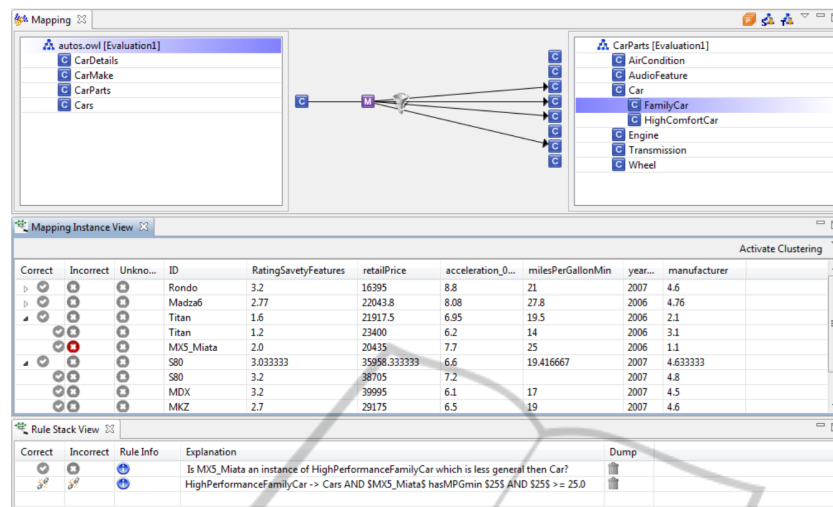 Mapping
autos.owl [Evaluation1]
C CarDetails
C CarMake
C CarParts
C Cars
C
M
C
C
C
C
C
C
C
C
CarParts [Evaluation1]
C AirCondition
C AudioFeature
C Car
C FamilyCar
C HighComfortCar
C Engine
C Transmission
C Wheel
Mapping Instance View
Activate Clustering
Correct Incorrect Unkno... ID RatingSavetyFeatures retailPrice acceleration_0... milesPerGallonMin year... manufacturer
Rondo 3.2 16395 8.8 21 2007 4.6
Madza6 2.77 22043.8 8.08 27.8 2006 4.76
Titan 1.6 21917.5 6.95 19.5 2006 2.1
Titan 1.2 23400 6.2 14 2006 3.1
MX5_Miata 2.0 20435 7.7 25 2006 1.1
S80 3.033333 35958.333333 6.6 19.416667 2007 4.633333
S80 3.2 38705 7.2 2007 4.8
MDX 3.2 39995 6.1 17 2007 4.5
MKZ 2.7 29175 6.5 19 2007 4.6
Rule Stack View
Correct Incorrect Rule Info Explanation Dump
Is MX5_Miata an instance of HighPerformanceFamilyCar which is less general then Car?
HighPerformanceFamilyCar -> Cars AND $MX5_Miata$ hasMPGmin $25$ AND $25$ >= 25.0